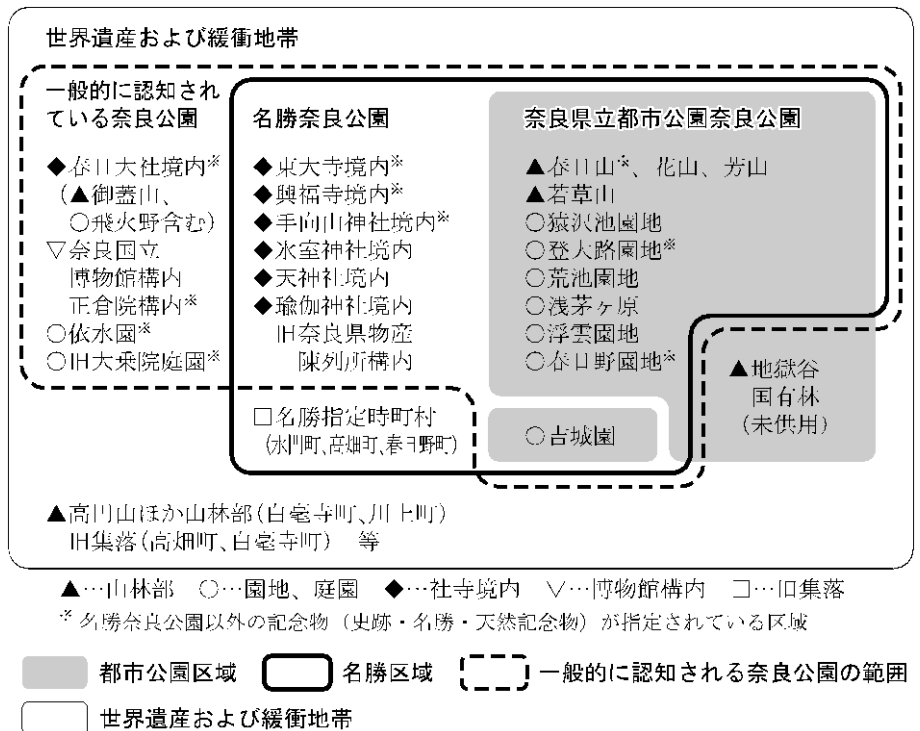 世界遺産および緩衝地帯
一般的に認知され
ている奈良公園
◆春日大社境内※
(▲御蓋山、
○飛火野含む)
▽奈良国立
博物館構内
正倉院構内※
○依水園※
○旧大乗院庭園※
名勝奈良公園
◆東大寺境内※
◆興福寺境内※
◆手向山神社境内※
◆氷室神社境内
◆天神社境内
◆瑜伽神社境内
旧奈良県物産
陳列所構内
□名勝指定時町村
(水門町、高畑町、春日野町)
奈良県立都市公園奈良公園
▲春日山※、花山、芳山
▲若草山
○猿沢池園地
○登大路園地※
○荒池園地
○浅茅ヶ原
○浮雲園地
○春日野園地※
○吉城園
▲地獄谷
国有林
(未供用)
▲高円山ほか山林部(白毫寺町、川上町)
旧集落(高畑町、白毫寺町) 等
▲…山林部 ○…園地、庭園 ◆…社寺境内 ▽…博物館構内 □…旧集落
※名勝奈良公園以外の記念物(史跡・名勝・天然記念物)が指定されている区域
都市公園区域 名勝区域 一般的に認知される奈良公園の範囲
世界遺産および緩衝地帯